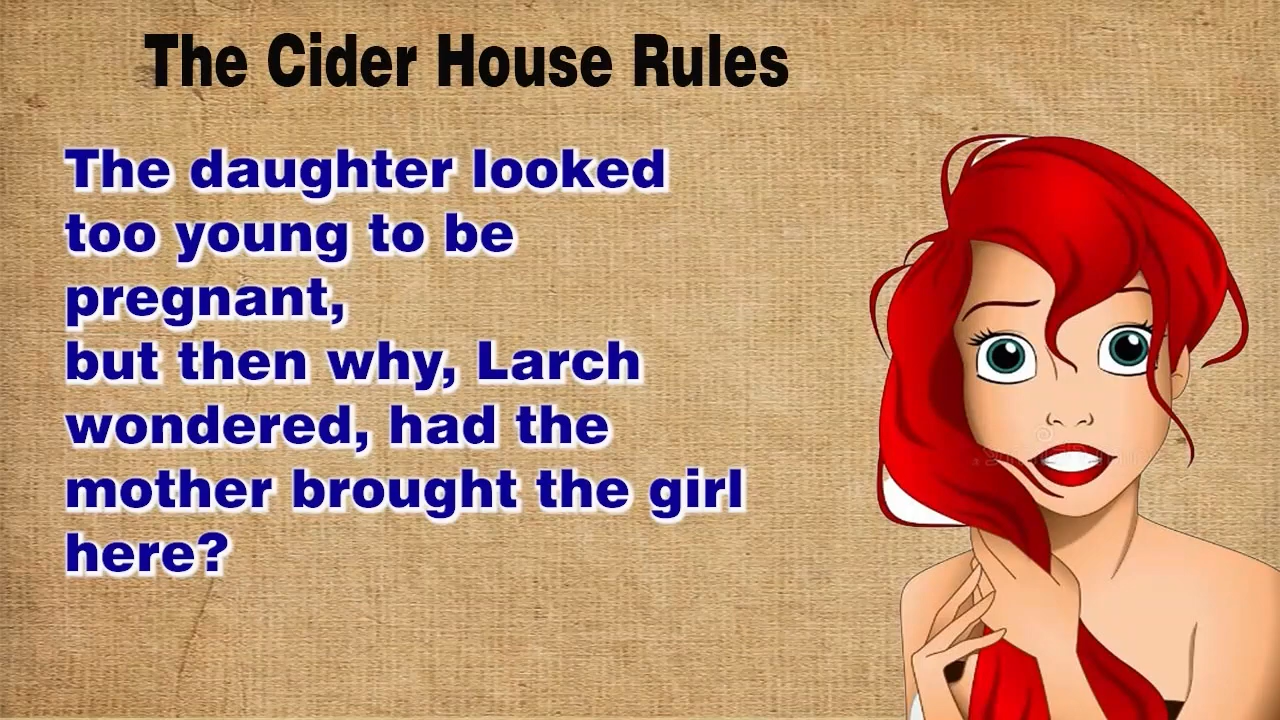 The Cider House Rules
The daughter looked
too young to be
pregnant,
but then why, Larch
wondered, had the
mother brought the girl
here?